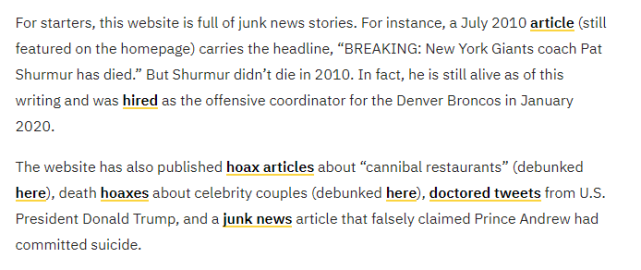 For starters, this website is full of junk news stories. For instance, a July 2010 article (still
featured on the homepage) carries the headline, “BREAKING: New York Giants coach Pat
Shurmur has died.” But Shurmur didn’t die in 2010. In fact, he is still alive as of this
writing and was hired as the offensive coordinator for the Denver Broncos in January
2020.
The website has also published hoax articles about “cannibal restaurants” (debunked
here), death hoaxes about celebrity couples (debunked here), doctored tweets from U.S.
President Donald Trump, and a junk news article that falsely claimed Prince Andrew had
committed suicide.